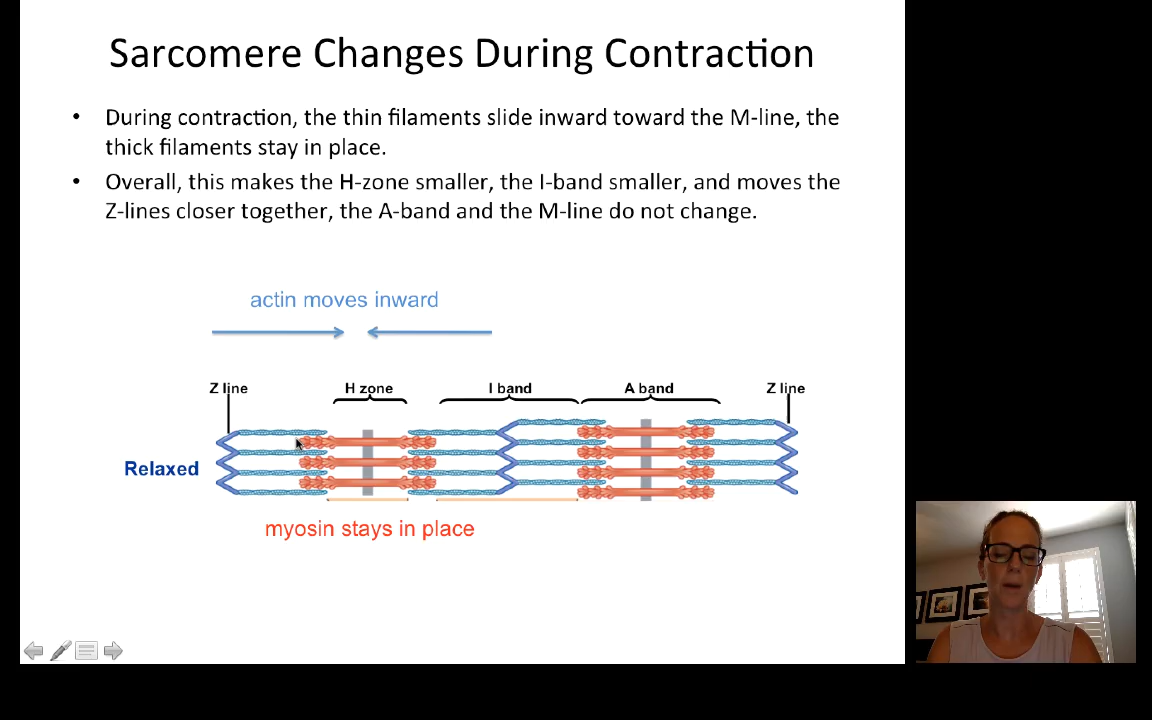 Sarcomere Changes During Contraction
• During contraction, the thin filaments slide inward toward the M-line, the
thick filaments stay in place.
• Overall, this makes the H-zone smaller, the I-band smaller, and moves the
Z-lines closer together, the A-band and the M-line do not change.
actin moves inward
Z line H zone I band A band Z line
Relaxed
myosin stays in place